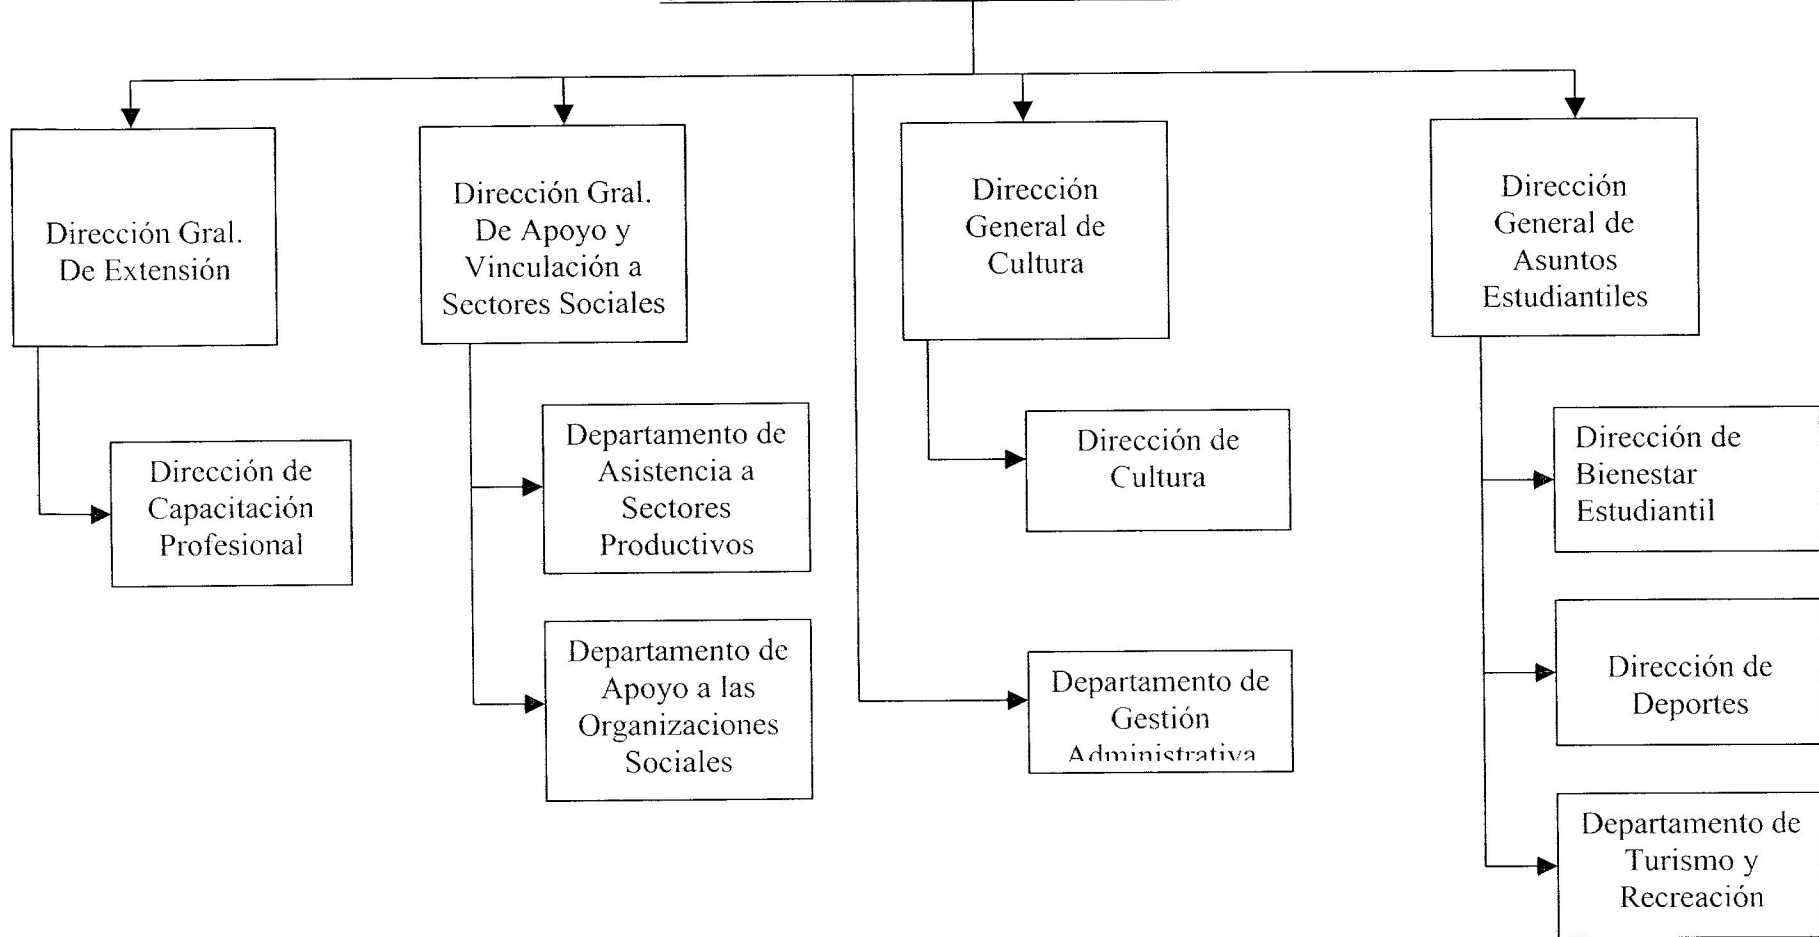 Dirección Gral.
De Extensión
Dirección Gral.
De Apoyo y
Vinculación a
Sectores Sociales
Dirección
General de
Cultura
Dirección
General de
Asuntos
Estudiantiles
Dirección de
Capacitación
Profesional
Departamento de
Asistencia a
Sectores
Productivos
Dirección de
Cultura
Dirección de
Bienestar
Estudiantil
Departamento de
Apoyo a las
Organizaciones
Sociales
Departamento de
Gestión
Administrativa
Dirección de
Deportes
Departamento de
Turismo y
Recreación